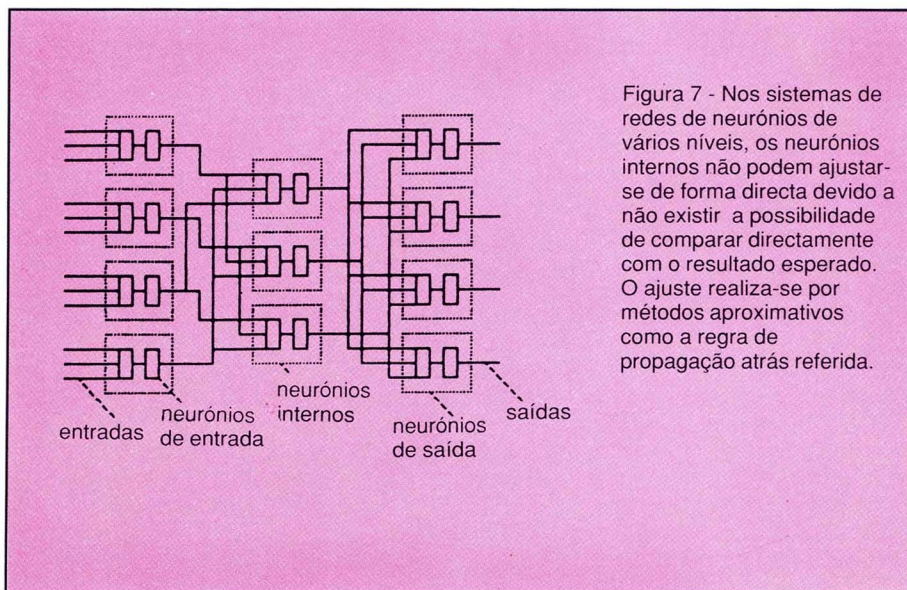 Figura 7 - Nos sistemas de
redes de neurónios de
vários níveis, os neurónios
internos não podem ajustar-
se de forma directa devido a
não existir a possibilidade
de comparar directamente
com o resultado esperado.
O ajuste realiza-se por
métodos aproximativos
como a regra de
propagação atrás referida.
entradas
neurónios
de entrada
neurónios
internos
neurónios
de saída
saídas